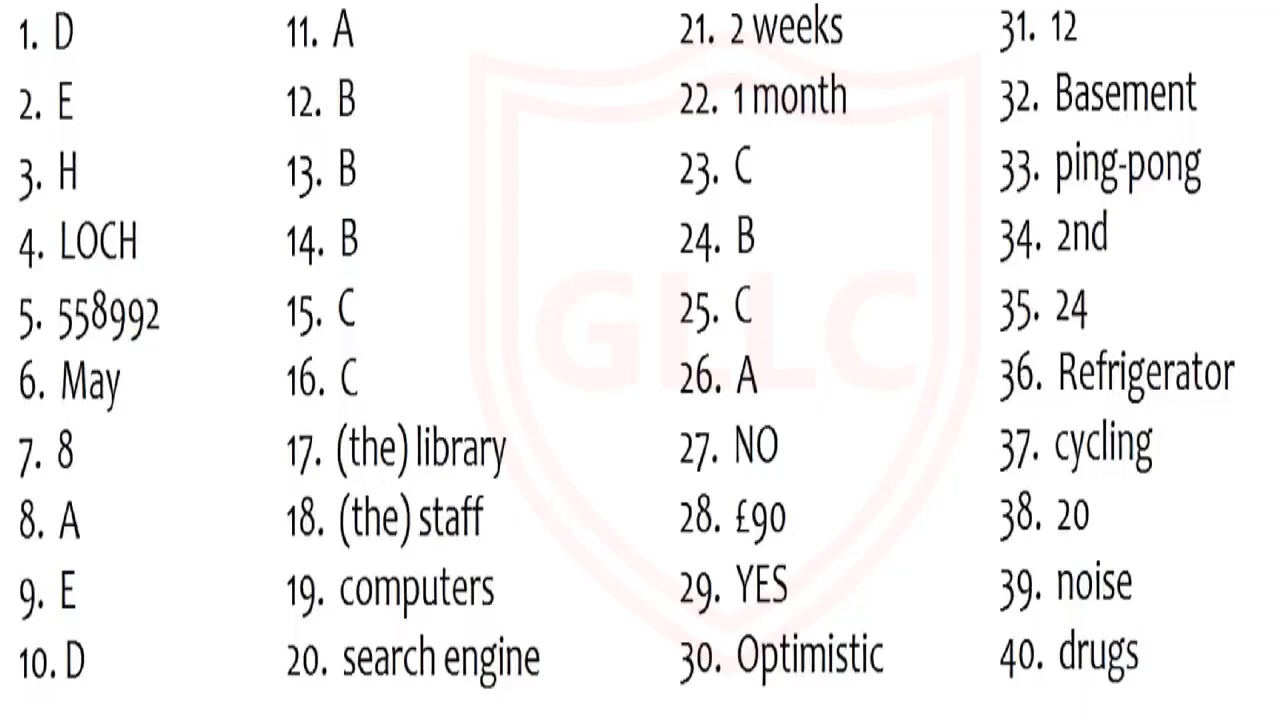 1. D
2. E
3. H
4. LOCH
5. 558992
6. May
7. 8
8. A
9. E
10. D
11. A
12. B
13. B
14. B
15. C
16. C
17. (the) library
18. (the) staff
19. computers
20. search engine
21. 2 weeks
22. 1 month
23. C
24. B
25. C
26. A
27. NO
28. £90
29. YES
30. Optimistic
31. 12
32. Basement
33. ping-pong
34. 2nd
35. 24
36. Refrigerator
37. cycling
38. 20
39. noise
40. drugs
GLLC